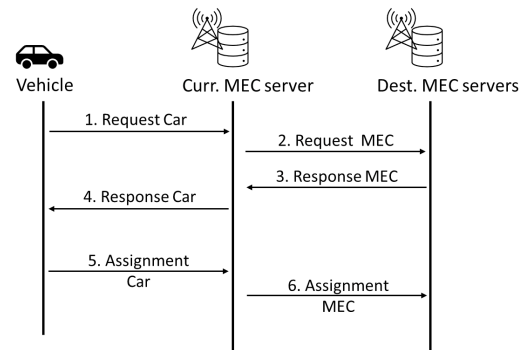 Vehicle
Curr. MEC server
Dest. MEC servers
1. Request Car
2. Request MEC
3. Response MEC
4. Response Car
5. Assignment
Car
6. Assignment
MEC